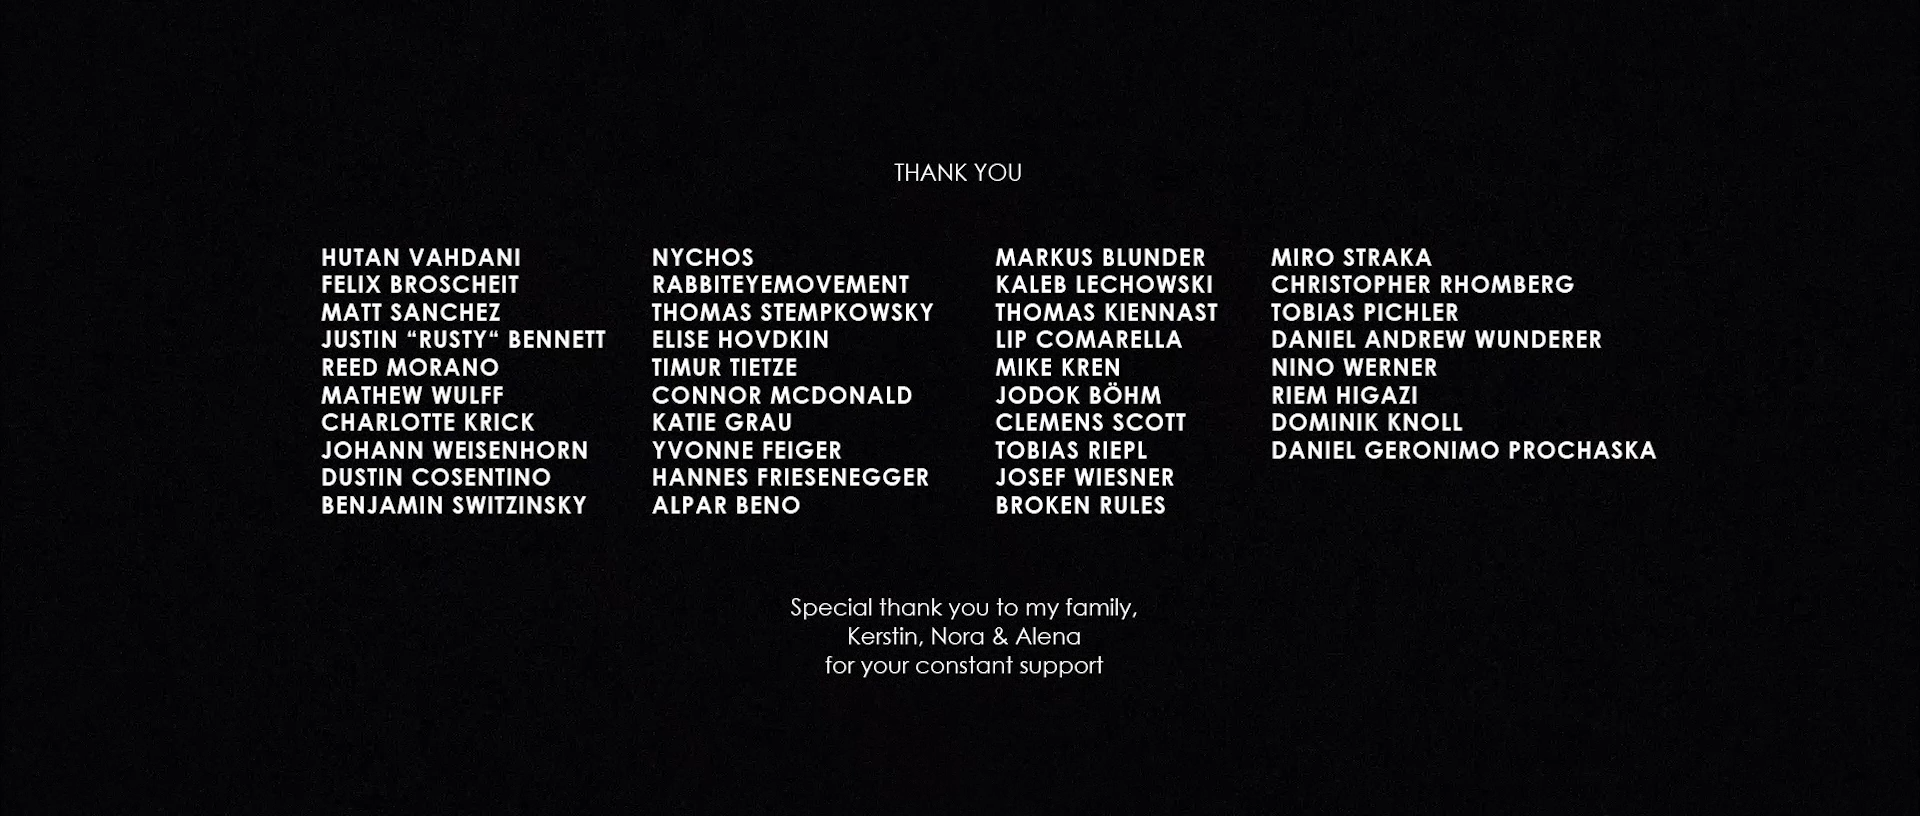 THANK YOU
HUTAN VAHDANI
FELIX BROSCHEIT
MATT SANCHEZ
JUSTIN “RUSTY“ BENNETT
REED MORANO
MATHEW WULFF
CHARLOTTE KRICK
JOHANN WEISENHORN
DUSTIN COSENTINO
BENJAMIN SWITZINSKY
NYCHOS
RABBITEYEMOVEMENT
THOMAS STEMPKOWSKY
ELISE HOVDKIN
TIMUR TIETZE
CONNOR MCDONALD
KATIE GRAU
YVONNE FEIGER
HANNES FRIESENEGGER
ALPAR BENO
MARKUS BLUNDER
KALEB LECHOWSKI
THOMAS KIENNAST
LIP COMARELLA
MIKE KREN
JODOK BÖHM
CLEMENS SCOTT
TOBIAS RIEPL
JOSEF WIESNER
BROKEN RULES
MIRO STRAKA
CHRISTOPHER RHOMBERG
TOBIAS PICHLER
DANIEL ANDREW WUNDERER
NINO WERNER
RIEM HIGAZI
DOMINIK KNOLL
DANIEL GERONIMO PROCHASKA
Special thank you to my family,
Kerstin, Nora & Alena
for your constant support